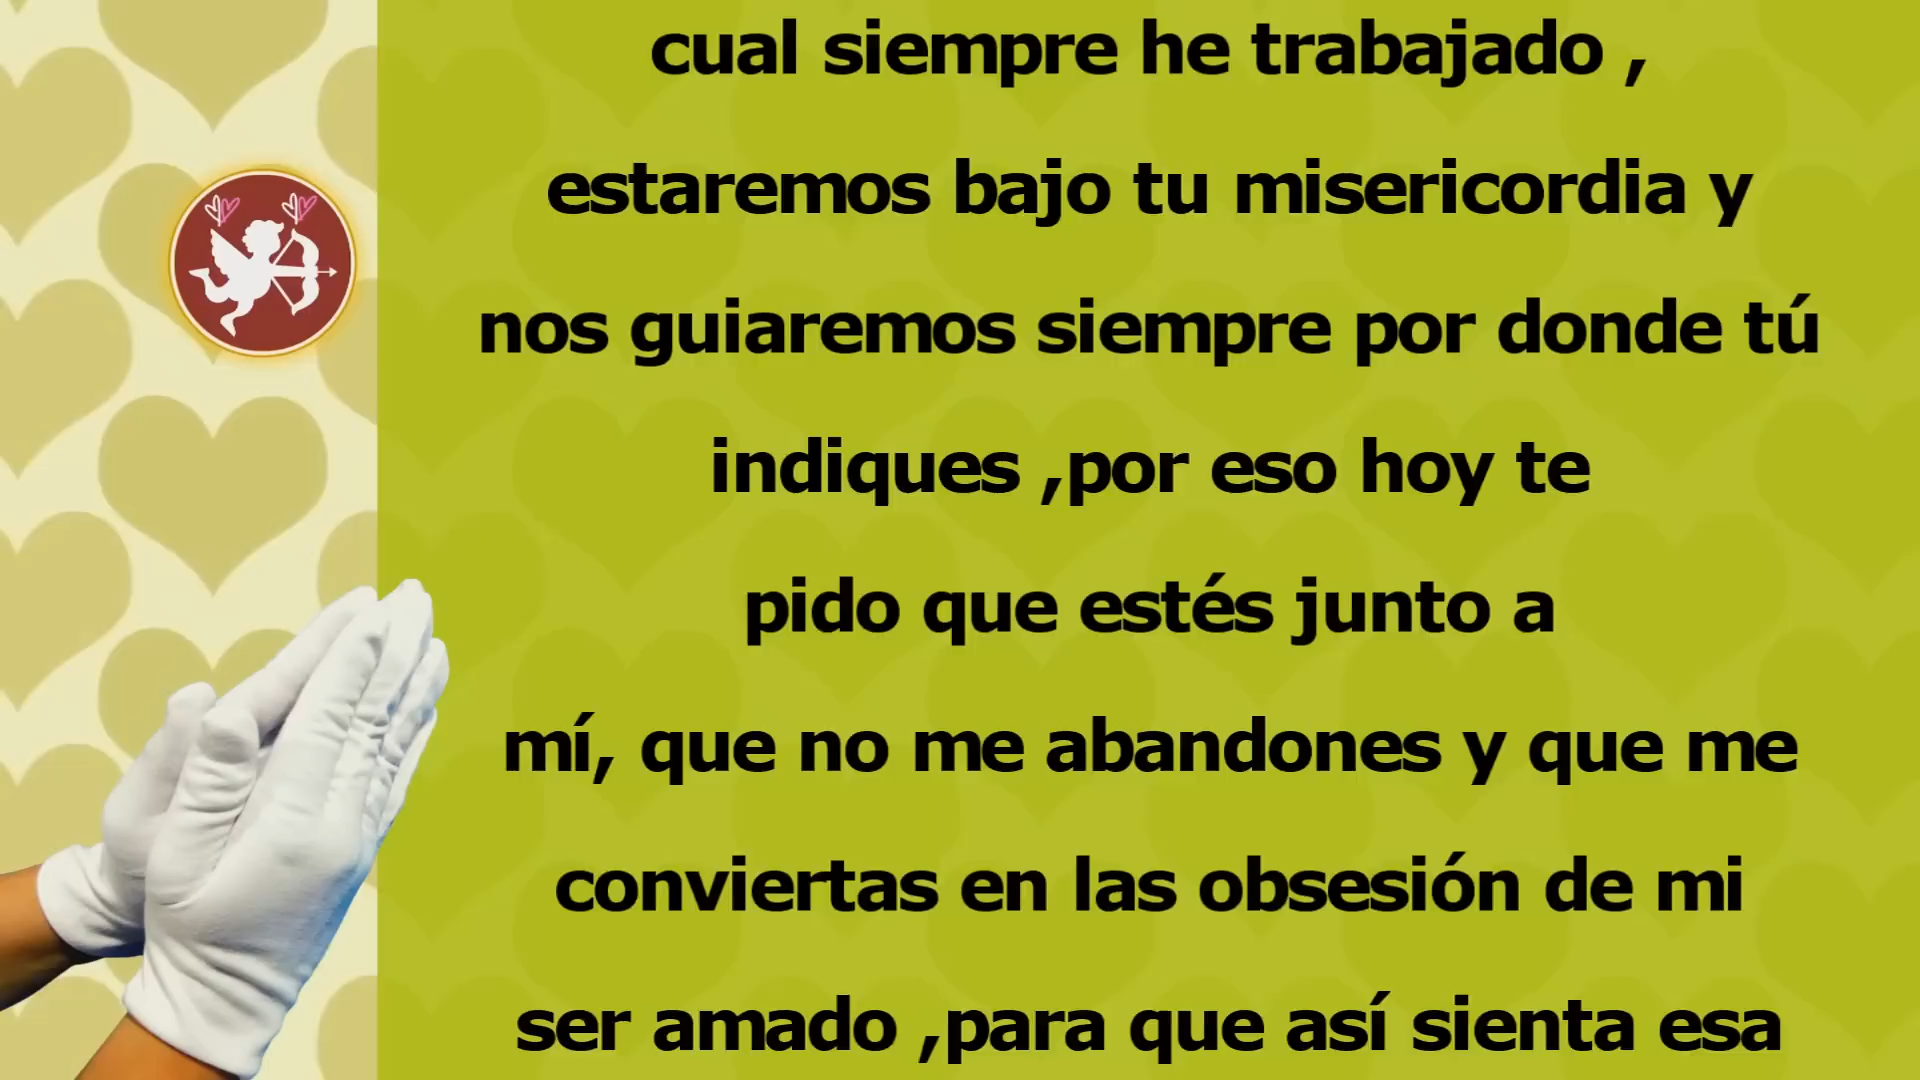 cual siempre he trabajado ,
estaremos bajo tu misericordia y
nos guiaremos siempre por donde tú
indiques ,por eso hoy te
pido que estés junto a
mí, que no me abandones y que me
conviertas en las obsesión de mi
ser amado ,para que así sienta esa